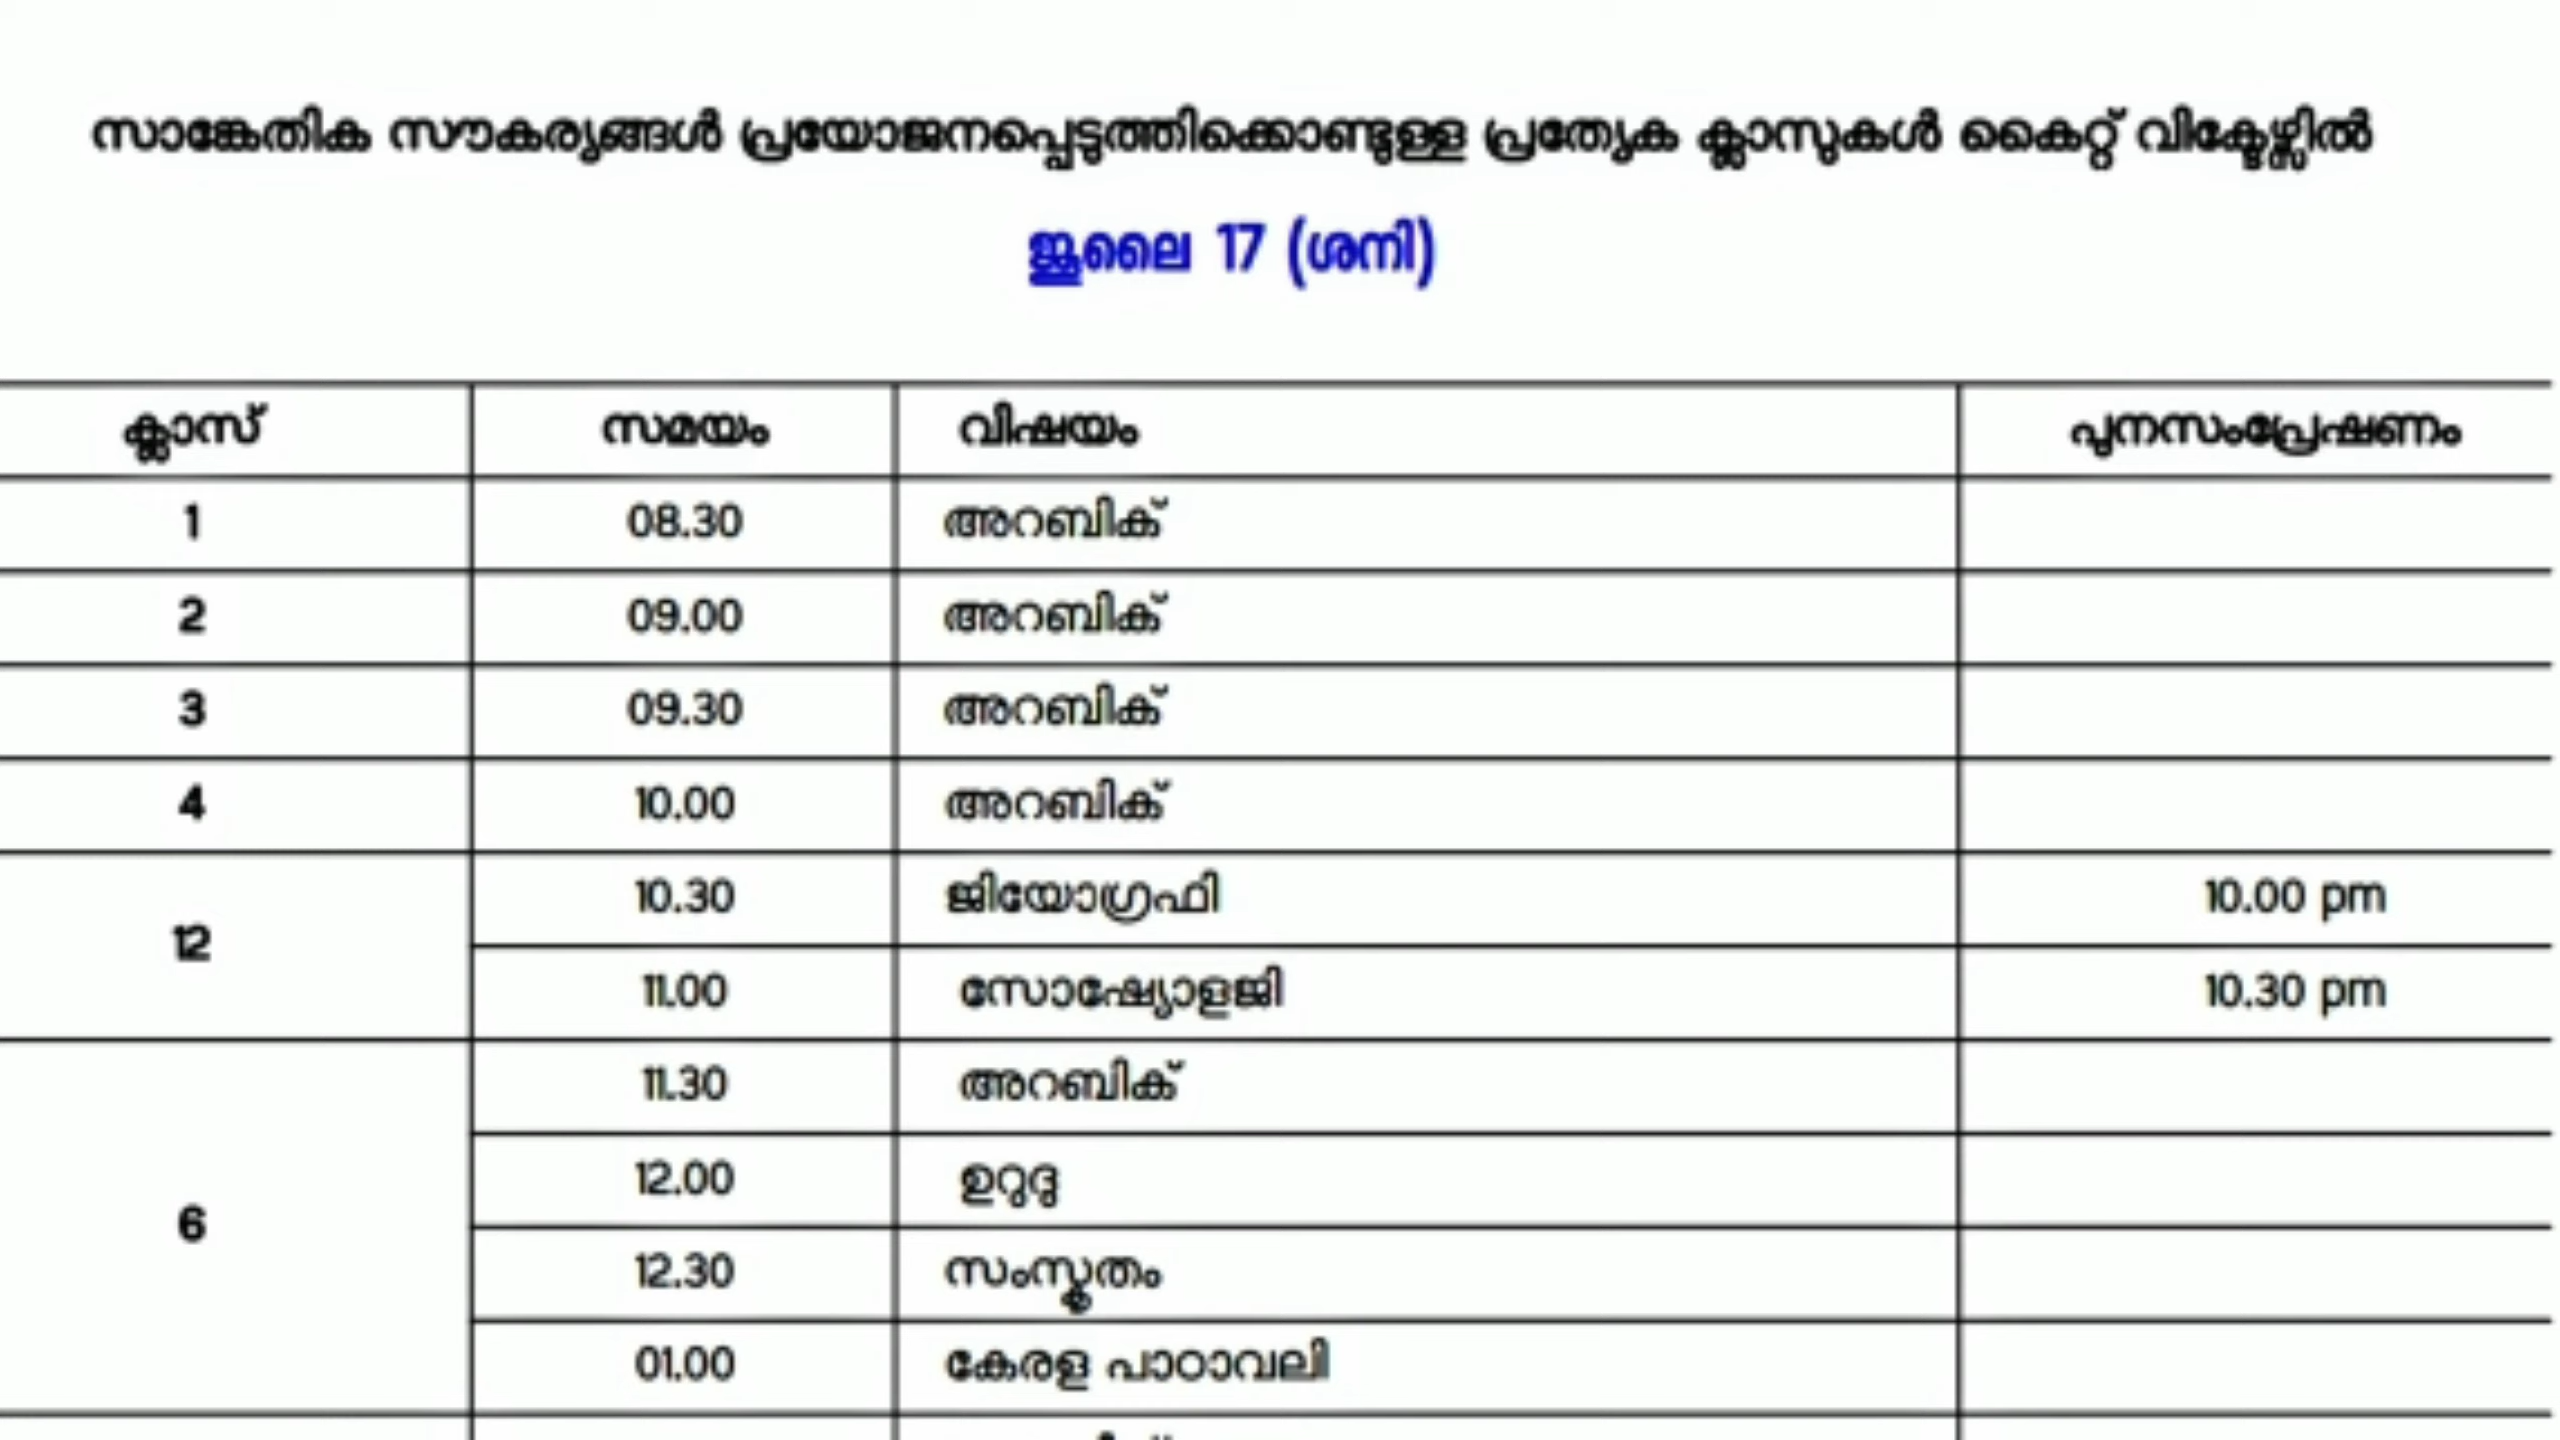 സാങ്കേതിക സൗകര്യങ്ങൾ പ്രയോജനപ്പെടുത്തിക്കൊണ്ടുള്ള പ്രത്യേക ക്ലാസുകൾ കൈറ്റ് വിക്ടേഴ്സിൽ
ജൂലൈ 17 (ശനി)
ക്ലാസ് സമയം വിഷയം പുനസംപ്രേഷണം
1 08.30 അറബിക്
2 09.00 അറബിക്
3 09.30 അറബിക്
4 10.00 അറബിക്
12 10.30 ജിയോഗ്രഫി 10.00 pm
11.00 സോഷ്യോളജി 10.30 pm
6 11.30 അറബിക്
12.00 ഉറുദു
12.30 സംസ്കൃതം
01.00 കേരള പാഠാവലി